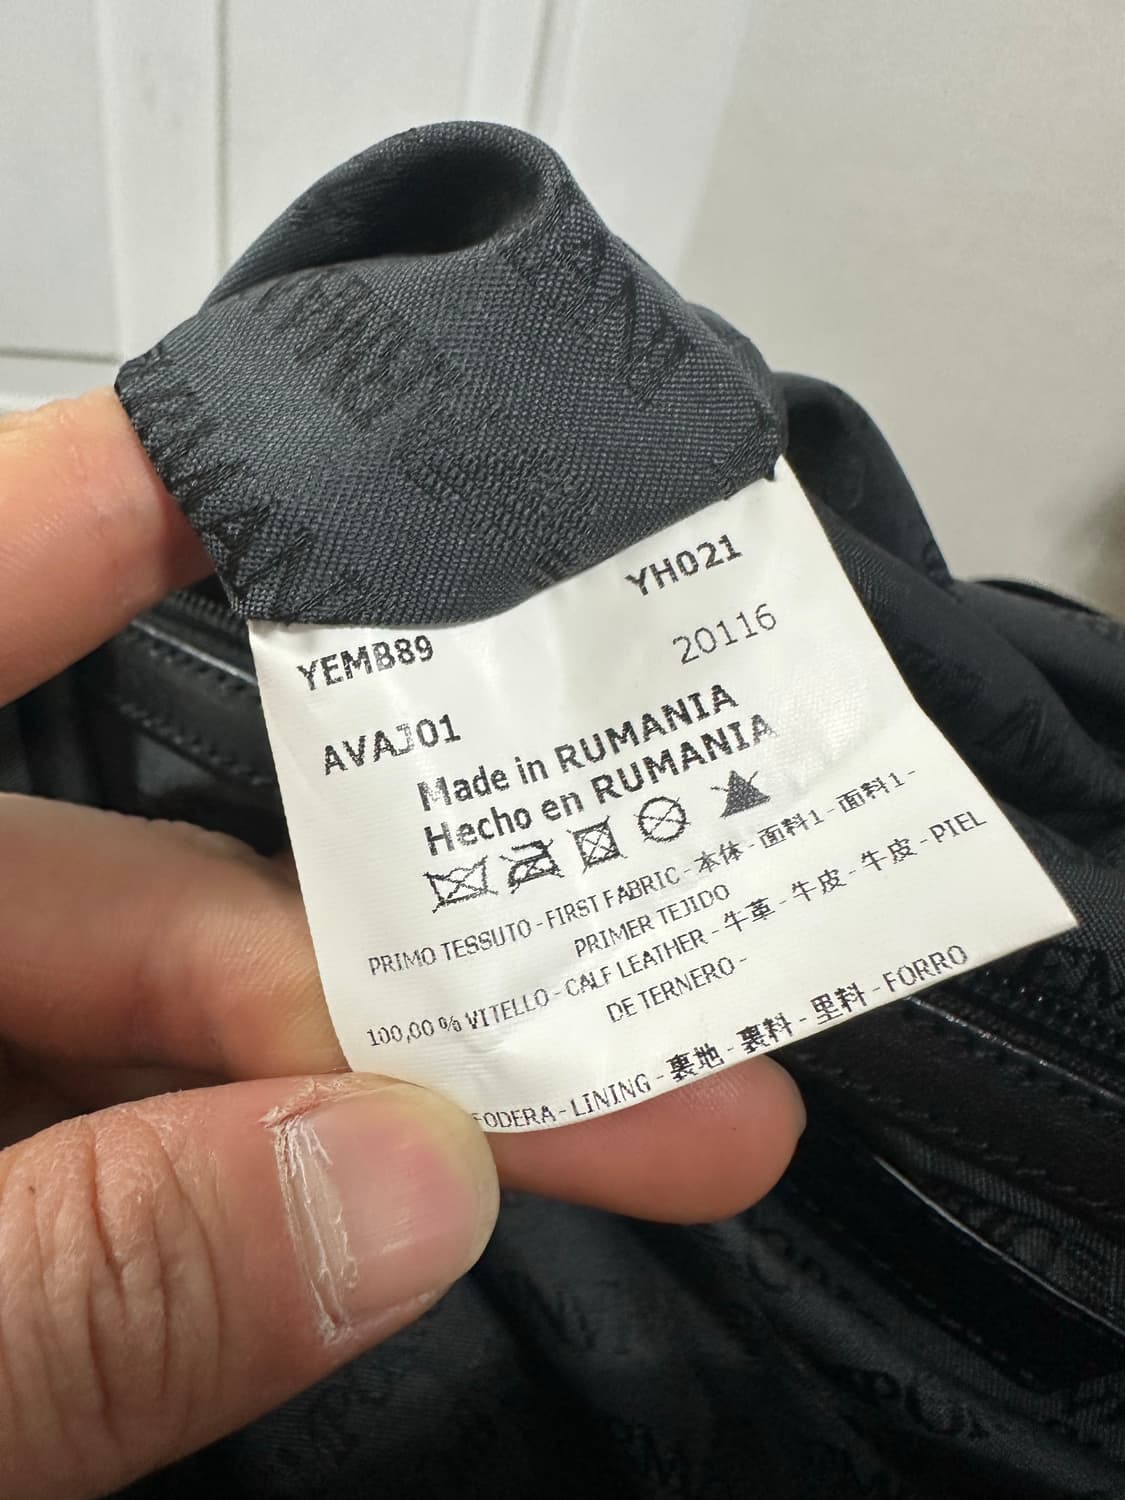 YH021
YEMB89
20116
AVAJ01
Made in RUMANIA
Hecho en RUMANIA
PRIMO TESSUTO - FIRST FABRIC - 本体 - 面料1 - 面料1 -
PRIMER TEJIDO
100,00 % VITELLO - CALF LEATHER - 牛革 - 牛皮 - 牛皮 - PIEL
DE TERNERO -
FODERA - LINING - 裏地 - 裏料 - 里料 - FORRO